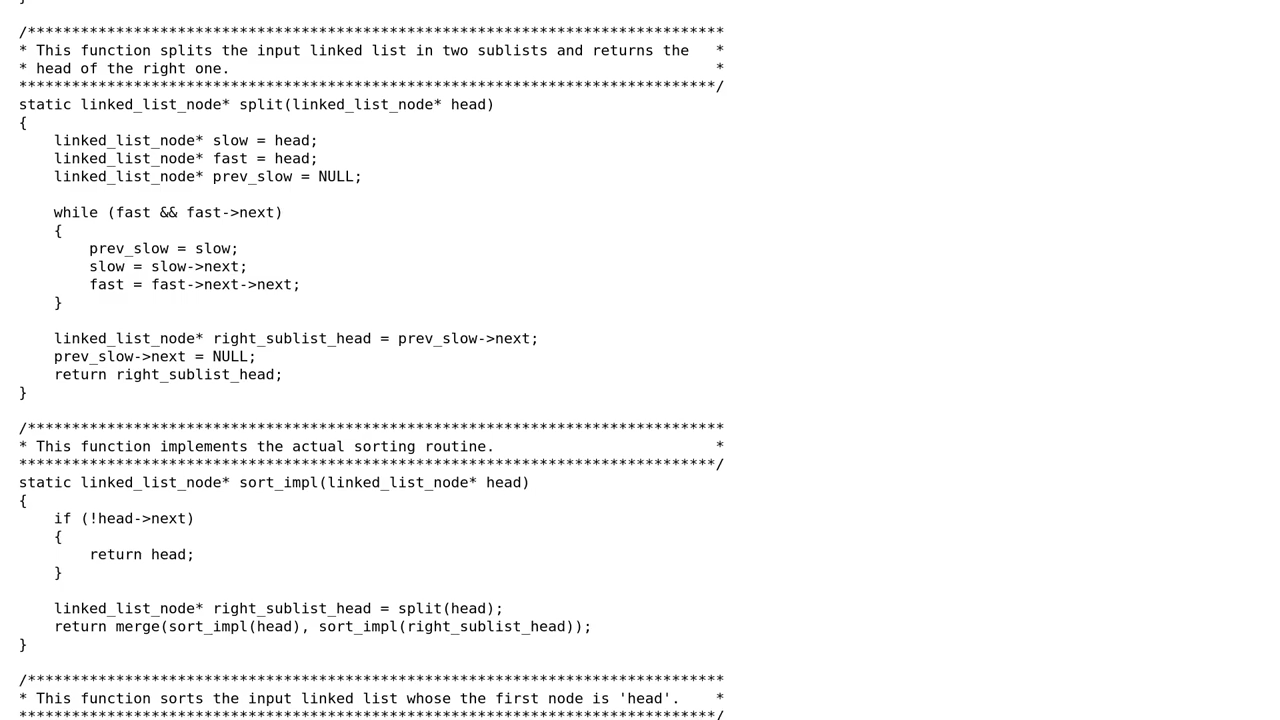 }

/*******************************************************************************
* This function splits the input linked list in two sublists and returns the   *
* head of the right one.                                                       *
*******************************************************************************/
static linked_list_node* split(linked_list_node* head)
{
    linked_list_node* slow = head;
    linked_list_node* fast = head;
    linked_list_node* prev_slow = NULL;

    while (fast && fast->next)
    {
        prev_slow = slow;
        slow = slow->next;
        fast = fast->next->next;
    }

    linked_list_node* right_sublist_head = prev_slow->next;
    prev_slow->next = NULL;
    return right_sublist_head;
}

/*******************************************************************************
* This function implements the actual sorting routine.                         *
*******************************************************************************/
static linked_list_node* sort_impl(linked_list_node* head)
{
    if (!head->next)
    {
        return head;
    }

    linked_list_node* right_sublist_head = split(head);
    return merge(sort_impl(head), sort_impl(right_sublist_head));
}

/*******************************************************************************
* This function sorts the input linked list whose the first node is 'head'.    *
*******************************************************************************/